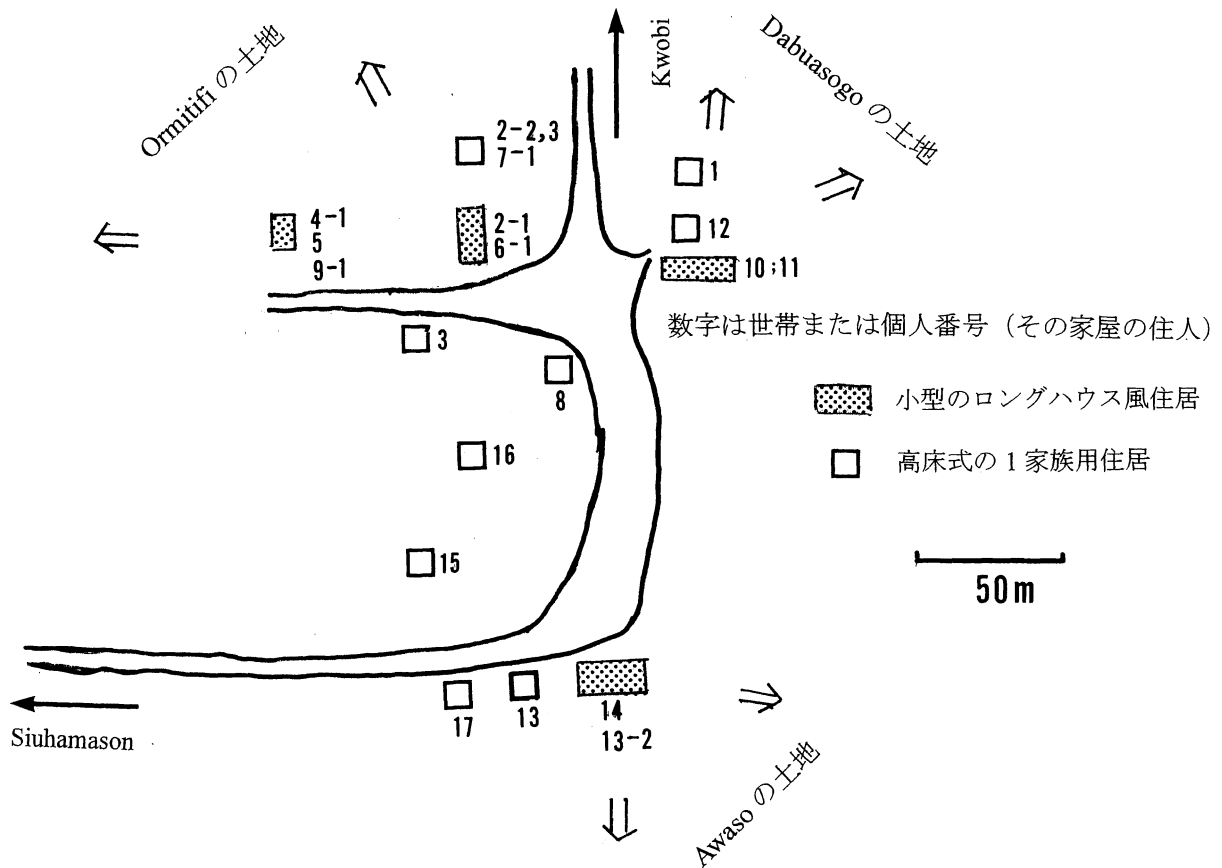 Ormitifi の土地
Kwobi
Dabuasogo の土地
2-2,3
7-1
1
4-1
5
9-1
2-1
6-1
12
10;11
数字は世帯または個人番号（その家屋の住人）
3
8
小型のロングハウス風住居
16
高床式の1家族用住居
15
50m
Siuhamason
17
13
14
13-2
Awaso の土地